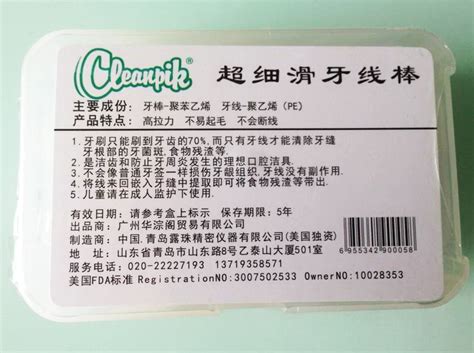 Cleanpik® 超细滑牙线棒
主要成份: 牙棒-聚苯乙烯 牙线-聚乙烯(PE)
产品特点: 高拉力 不易起毛 不会断线
1.牙刷只能刷到牙齿的70%,而只有牙线才能清除牙缝
牙根部的牙菌斑,食物残渣等.
2.是洁齿和防止牙周炎发生的理想口腔洁具.
3.不会像普通牙签一样损伤牙龈组织,牙线没有副作用.
4.将线来回嵌入牙缝中提取即可将食物残渣等带出.
5.儿童请在成人监护下使用.
有效日期: 请参考盒上标示 保存期限: 5年
出品商: 广州华淙阁贸易有限公司
制造商: 中国.青岛露珠精密仪器有限公司(美国独资)
地址: 山东省青岛市山东路8号乙泰山大厦501室
服务电话: 020-22227193 13719358571
美国FDA标准 RegistrationNO:3007502533 OwnerNO:10028353
6 955342 900058